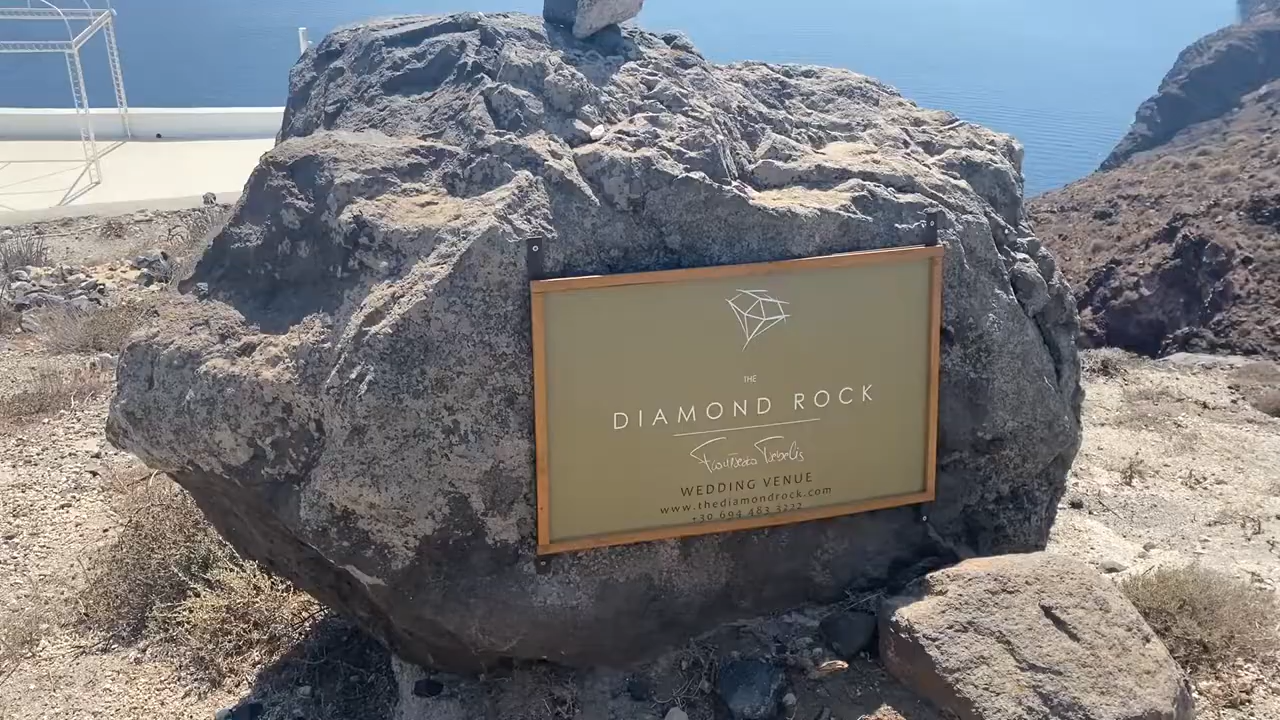 THE
DIAMOND ROCK
WEDDING VENUE
www.thediamondrock.com
+30 694 483 3222